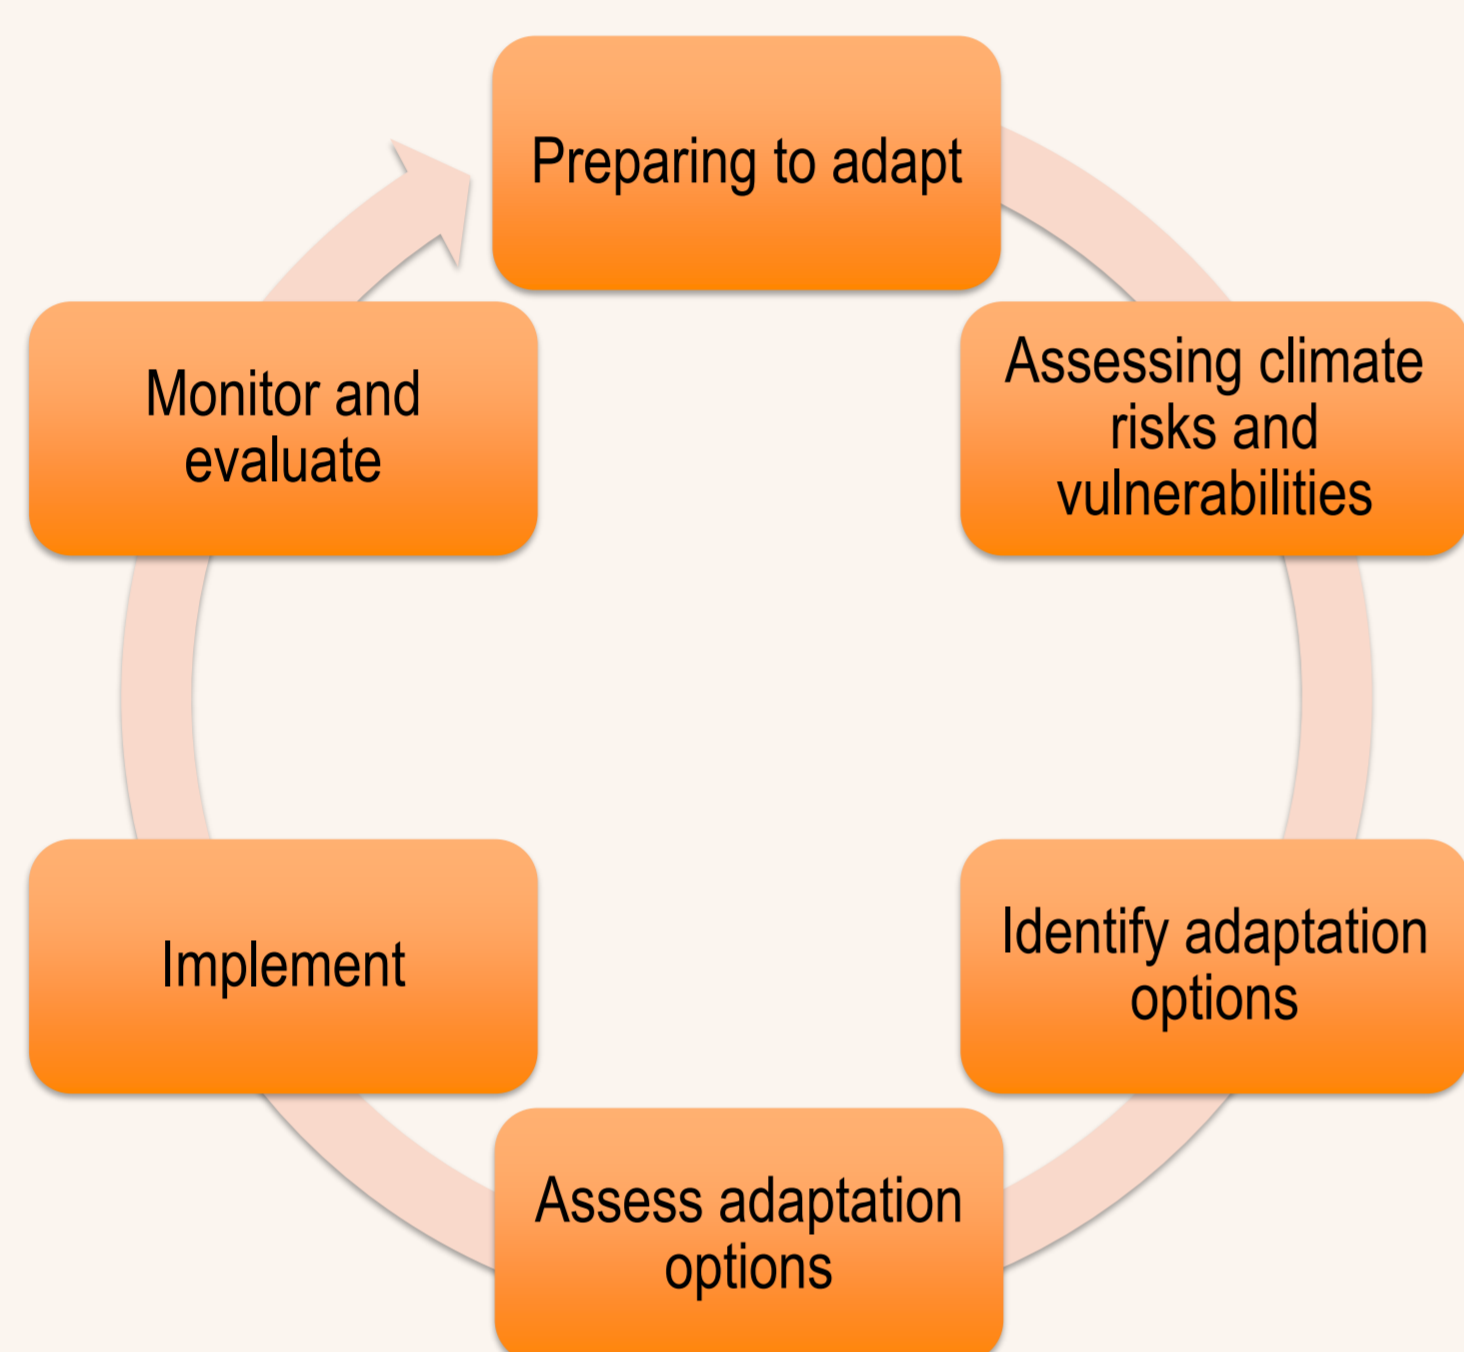 Preparing to adapt
Assessing climate
risks and
vulnerabilities
Identify adaptation
options
Assess adaptation
options
Implement
Monitor and
evaluate